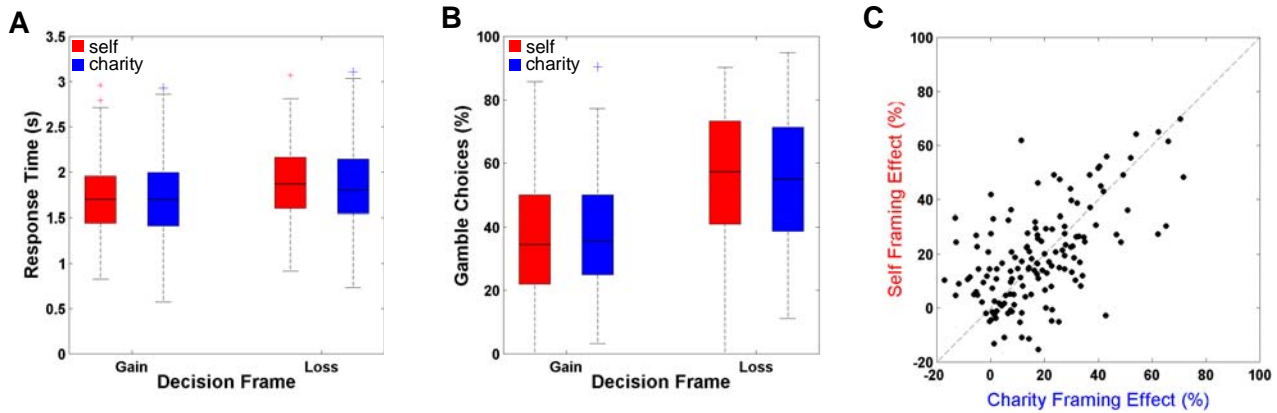 A
self
charity
Response Time (s)
3.5
3
2.5
2
1.5
1
0.5
0
Gain
Loss
Decision Frame
B
self
charity
Gamble Choices (%)
100
80
60
40
20
0
Gain
Loss
Decision Frame
C
Self Framing Effect (%)
100
80
60
40
20
0
-20
-20
0
20
40
60
80
100
Charity Framing Effect (%)